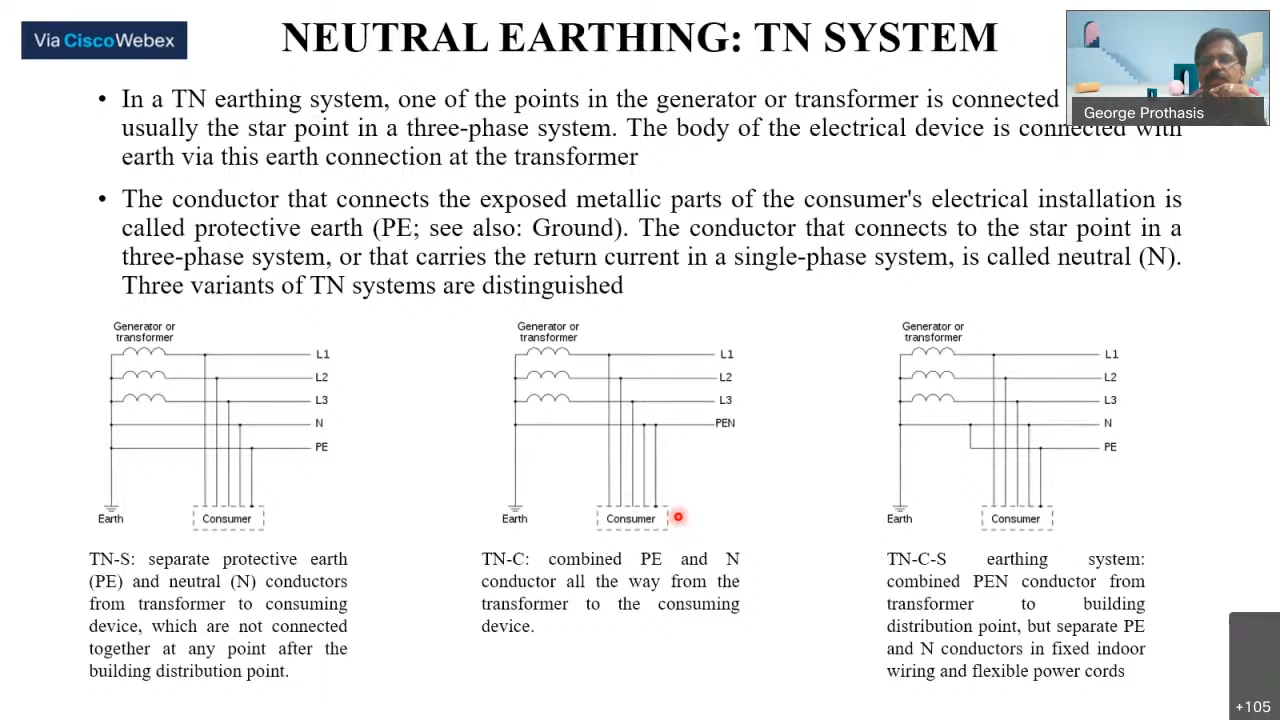 Via Cisco Webex
NEUTRAL EARTHING: TN SYSTEM
George Prothasis
• In a TN earthing system, one of the points in the generator or transformer is connected
usually the star point in a three-phase system. The body of the electrical device is connected with
earth via this earth connection at the transformer
• The conductor that connects the exposed metallic parts of the consumer's electrical installation is
called protective earth (PE; see also: Ground). The conductor that connects to the star point in a
three-phase system, or that carries the return current in a single-phase system, is called neutral (N).
Three variants of TN systems are distinguished
Generator or
transformer
L1
L2
L3
N
PE
Earth
Consumer
TN-S: separate protective earth
(PE) and neutral (N) conductors
from transformer to consuming
device, which are not connected
together at any point after the
building distribution point.
Generator or
transformer
L1
L2
L3
PEN
Earth
Consumer
TN-C: combined PE and N
conductor all the way from the
transformer to the consuming
device.
Generator or
transformer
L1
L2
L3
N
PE
Earth
Consumer
TN-C-S earthing system:
combined PEN conductor from
transformer to building
distribution point, but separate PE
and N conductors in fixed indoor
wiring and flexible power cords
+105